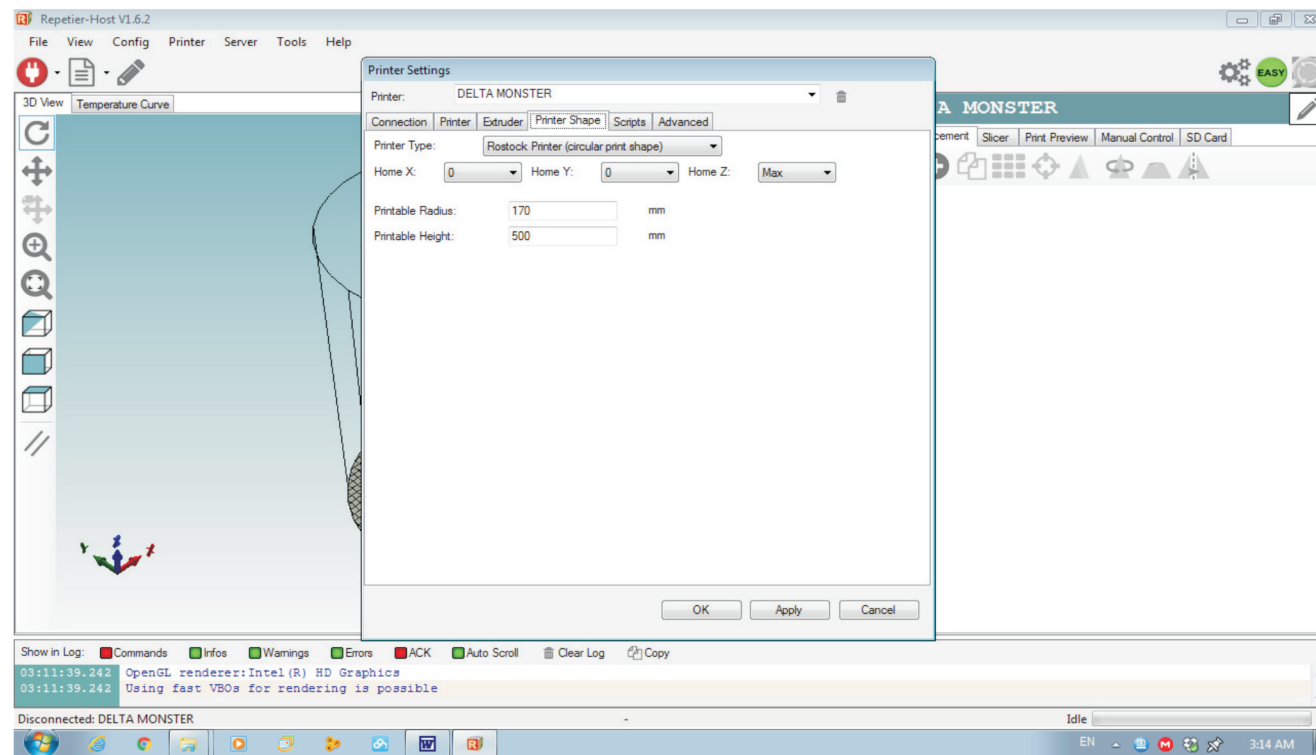 Repetier-Host V1.6.2
File View Config Printer Server Tools Help
EASY
3D View Temperature Curve
Printer Settings
Printer: DELTA MONSTER
Connection Printer Extruder Printer Shape Scripts Advanced
Printer Type: Rostock Printer (circular print shape)
Home X: 0 Home Y: 0 Home Z: Max
Printable Radius: 170 mm
Printable Height: 500 mm
OK Apply Cancel
A MONSTER
cement Slicer Print Preview Manual Control SD Card
Show in Log: Commands Infos Warnings Errors ACK Auto Scroll Clear Log Copy
03:11:39.242 OpenGL renderer:Intel(R) HD Graphics
03:11:39.242 Using fast VBOs for rendering is possible
Disconnected: DELTA MONSTER - Idle
EN 3:14 AM